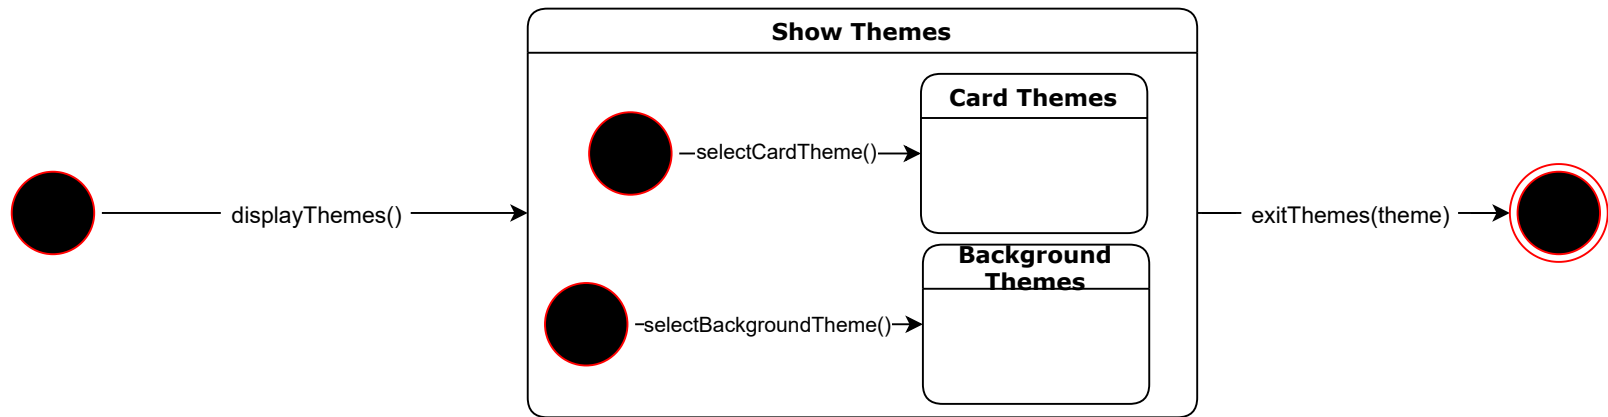 Show Themes
Card Themes
selectCardTheme()
displayThemes()
exitThemes(theme)
Background
Themes
selectBackgroundTheme()